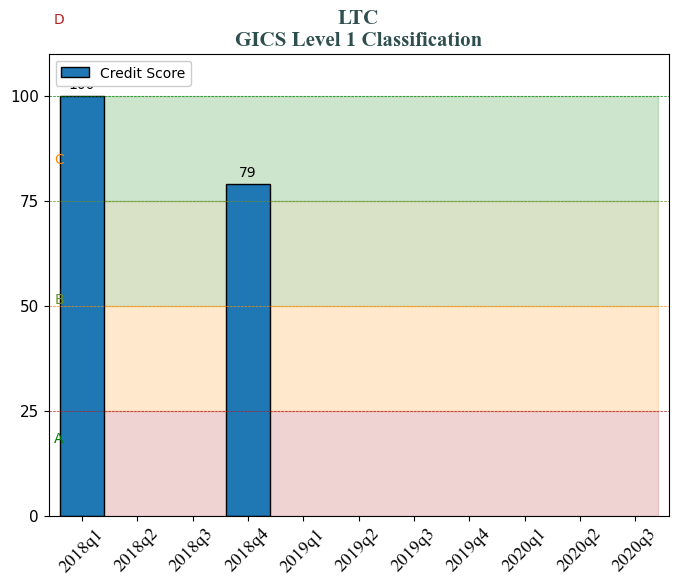 D
LTC
GICS Level 1 Classification
Credit Score
100
100
C
79
75
B
50
25
A
0
2018q1
2018q2
2018q3
2018q4
2019q1
2019q2
2019q3
2019q4
2020q1
2020q2
2020q3